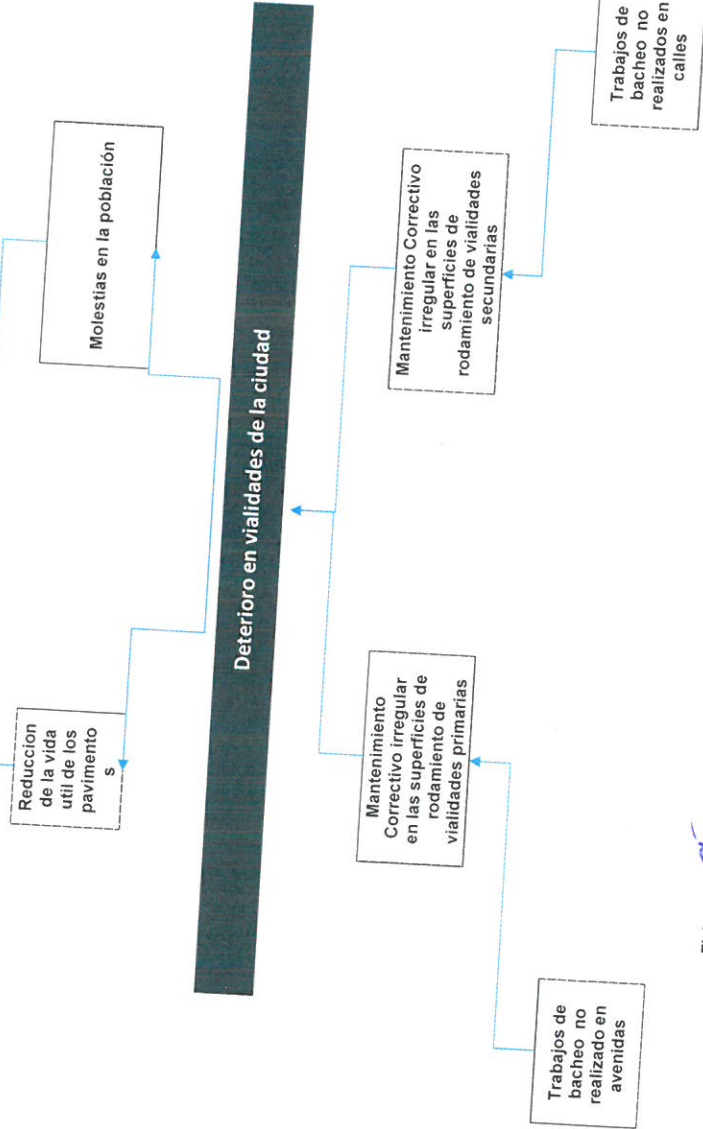 Reduccion
de la vida
util de los
pavimento
s
Molestias en la población
Deterioro en vialidades de la ciudad
Mantenimiento
Correctivo irregular
en las superficies de
rodamiento de
vialidades primarias
Mantenimiento Correctivo
irregular en las
superficies de
rodamiento de vialidades
secundarias
Trabajos de
bacheo no
realizado en
avenidas
Trabajos de
bacheo no
realizados en
calles